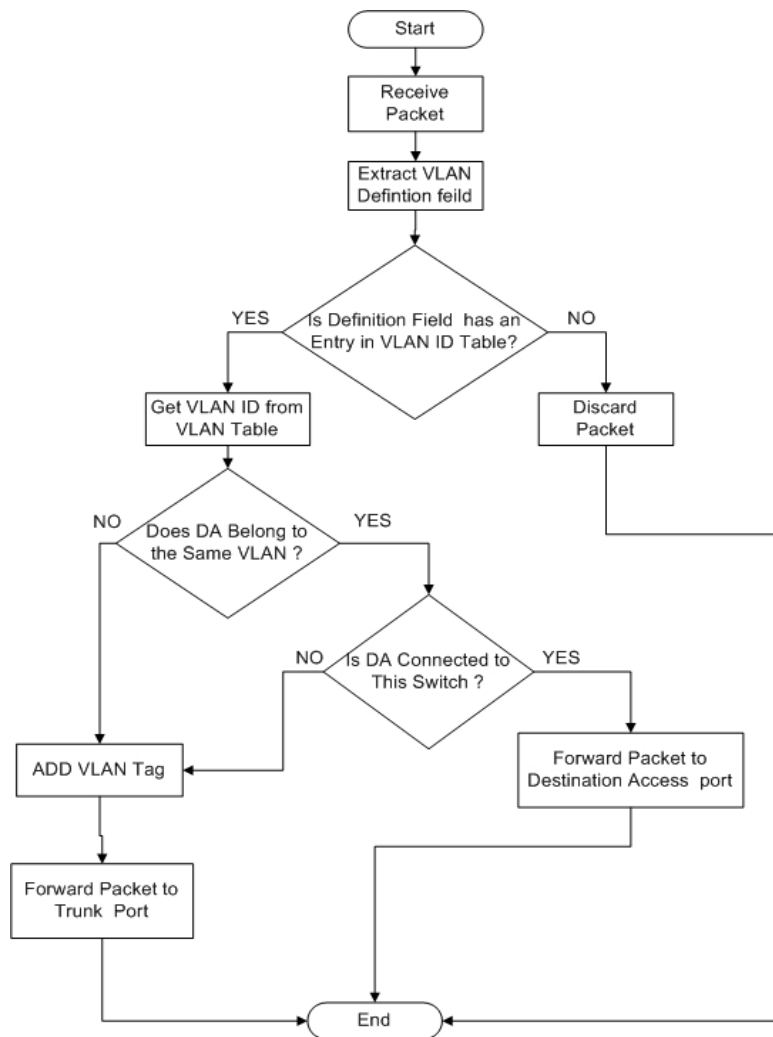 Start
Receive
Packet
Extract VLAN
Defintion feild
YES
Is Definition Field has an
Entry in VLAN ID Table?
NO
Get VLAN ID from
VLAN Table
Discard
Packet
NO
Does DA Belong to
the Same VLAN ?
YES
NO
Is DA Connected to
This Switch ?
YES
ADD VLAN Tag
Forward Packet to
Destination Access port
Forward Packet to
Trunk Port
End